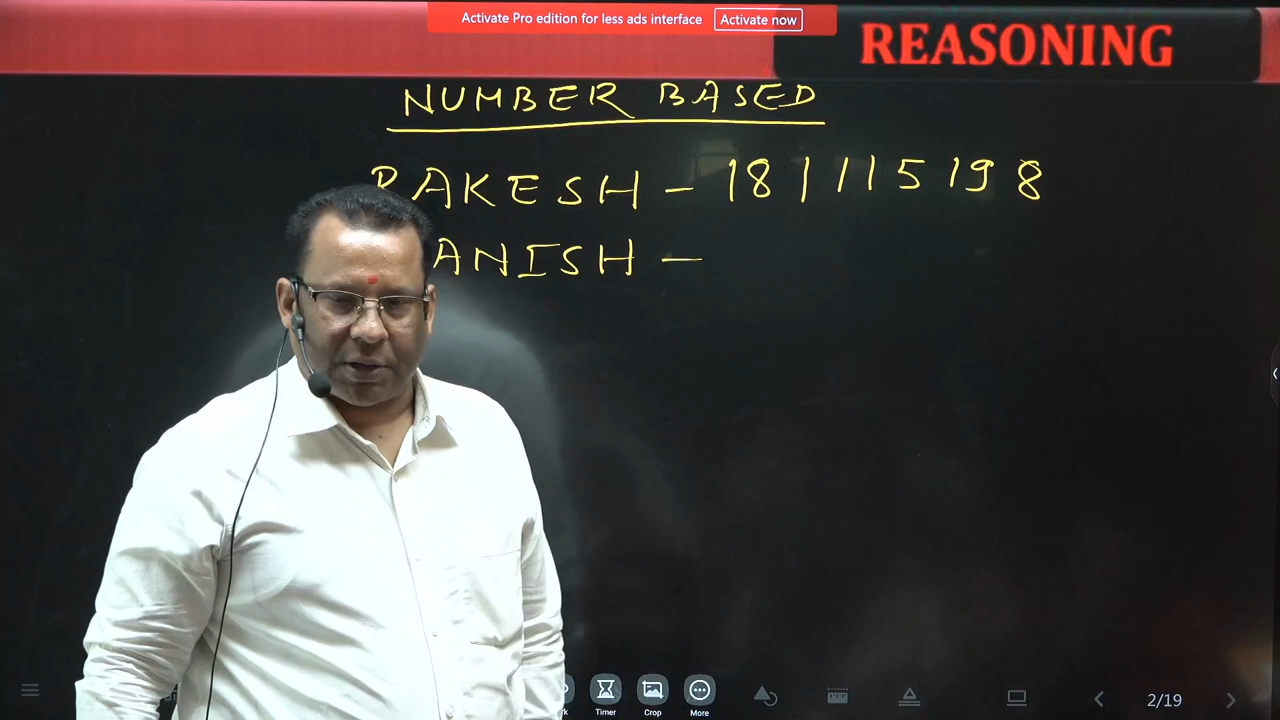 Activate Pro edition for less ads interface Activate now
REASONING
NUMBER BASED
RAKESH - 18 1 11 5 19 8
ANISH -
Timer Crop More
2/19